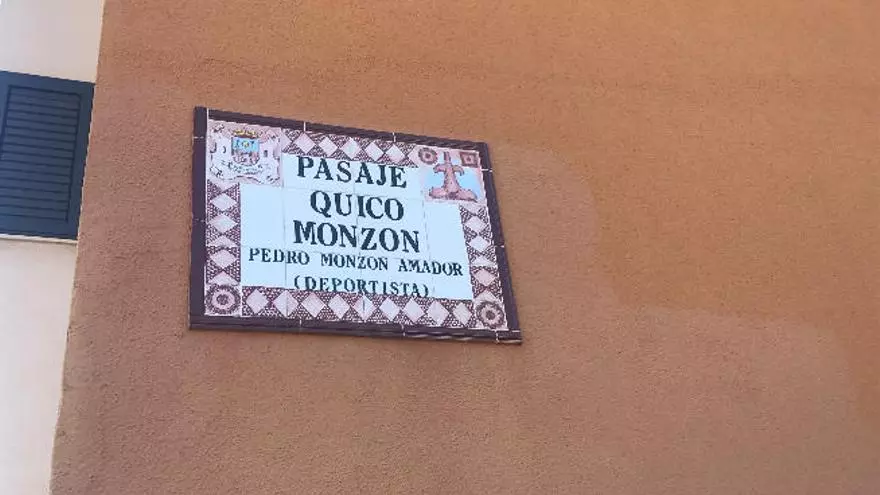 PASAJE
QUICO
MONZON
PEDRO MONZON AMADOR
(DEPORTISTA)